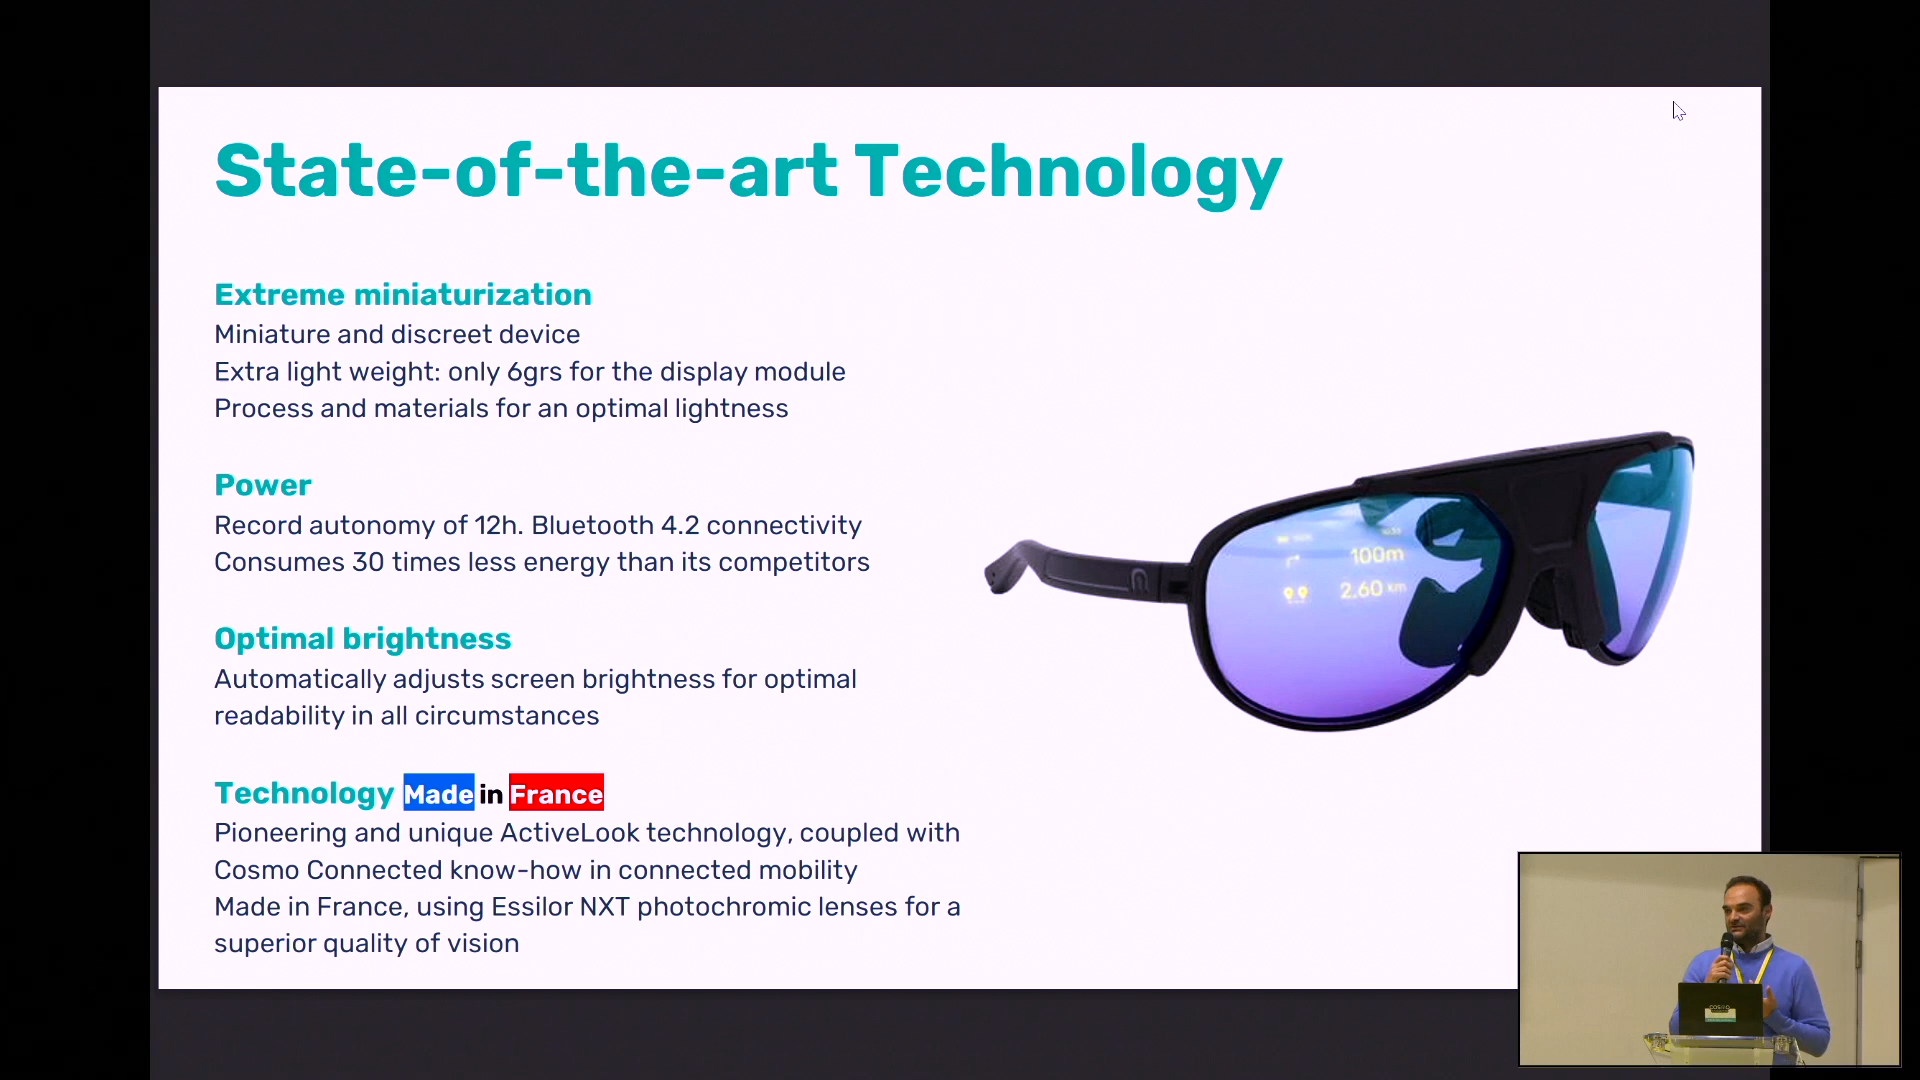 State-of-the-art Technology
Extreme miniaturization
Miniature and discreet device
Extra light weight: only 6grs for the display module
Process and materials for an optimal lightness
Power
Record autonomy of 12h. Bluetooth 4.2 connectivity
Consumes 30 times less energy than its competitors
Optimal brightness
Automatically adjusts screen brightness for optimal
readability in all circumstances
Technology Made in France
Pioneering and unique ActiveLook technology, coupled with
Cosmo Connected know-how in connected mobility
Made in France, using Essilor NXT photochromic lenses for a
superior quality of vision
100m
2.60 km
COSMO